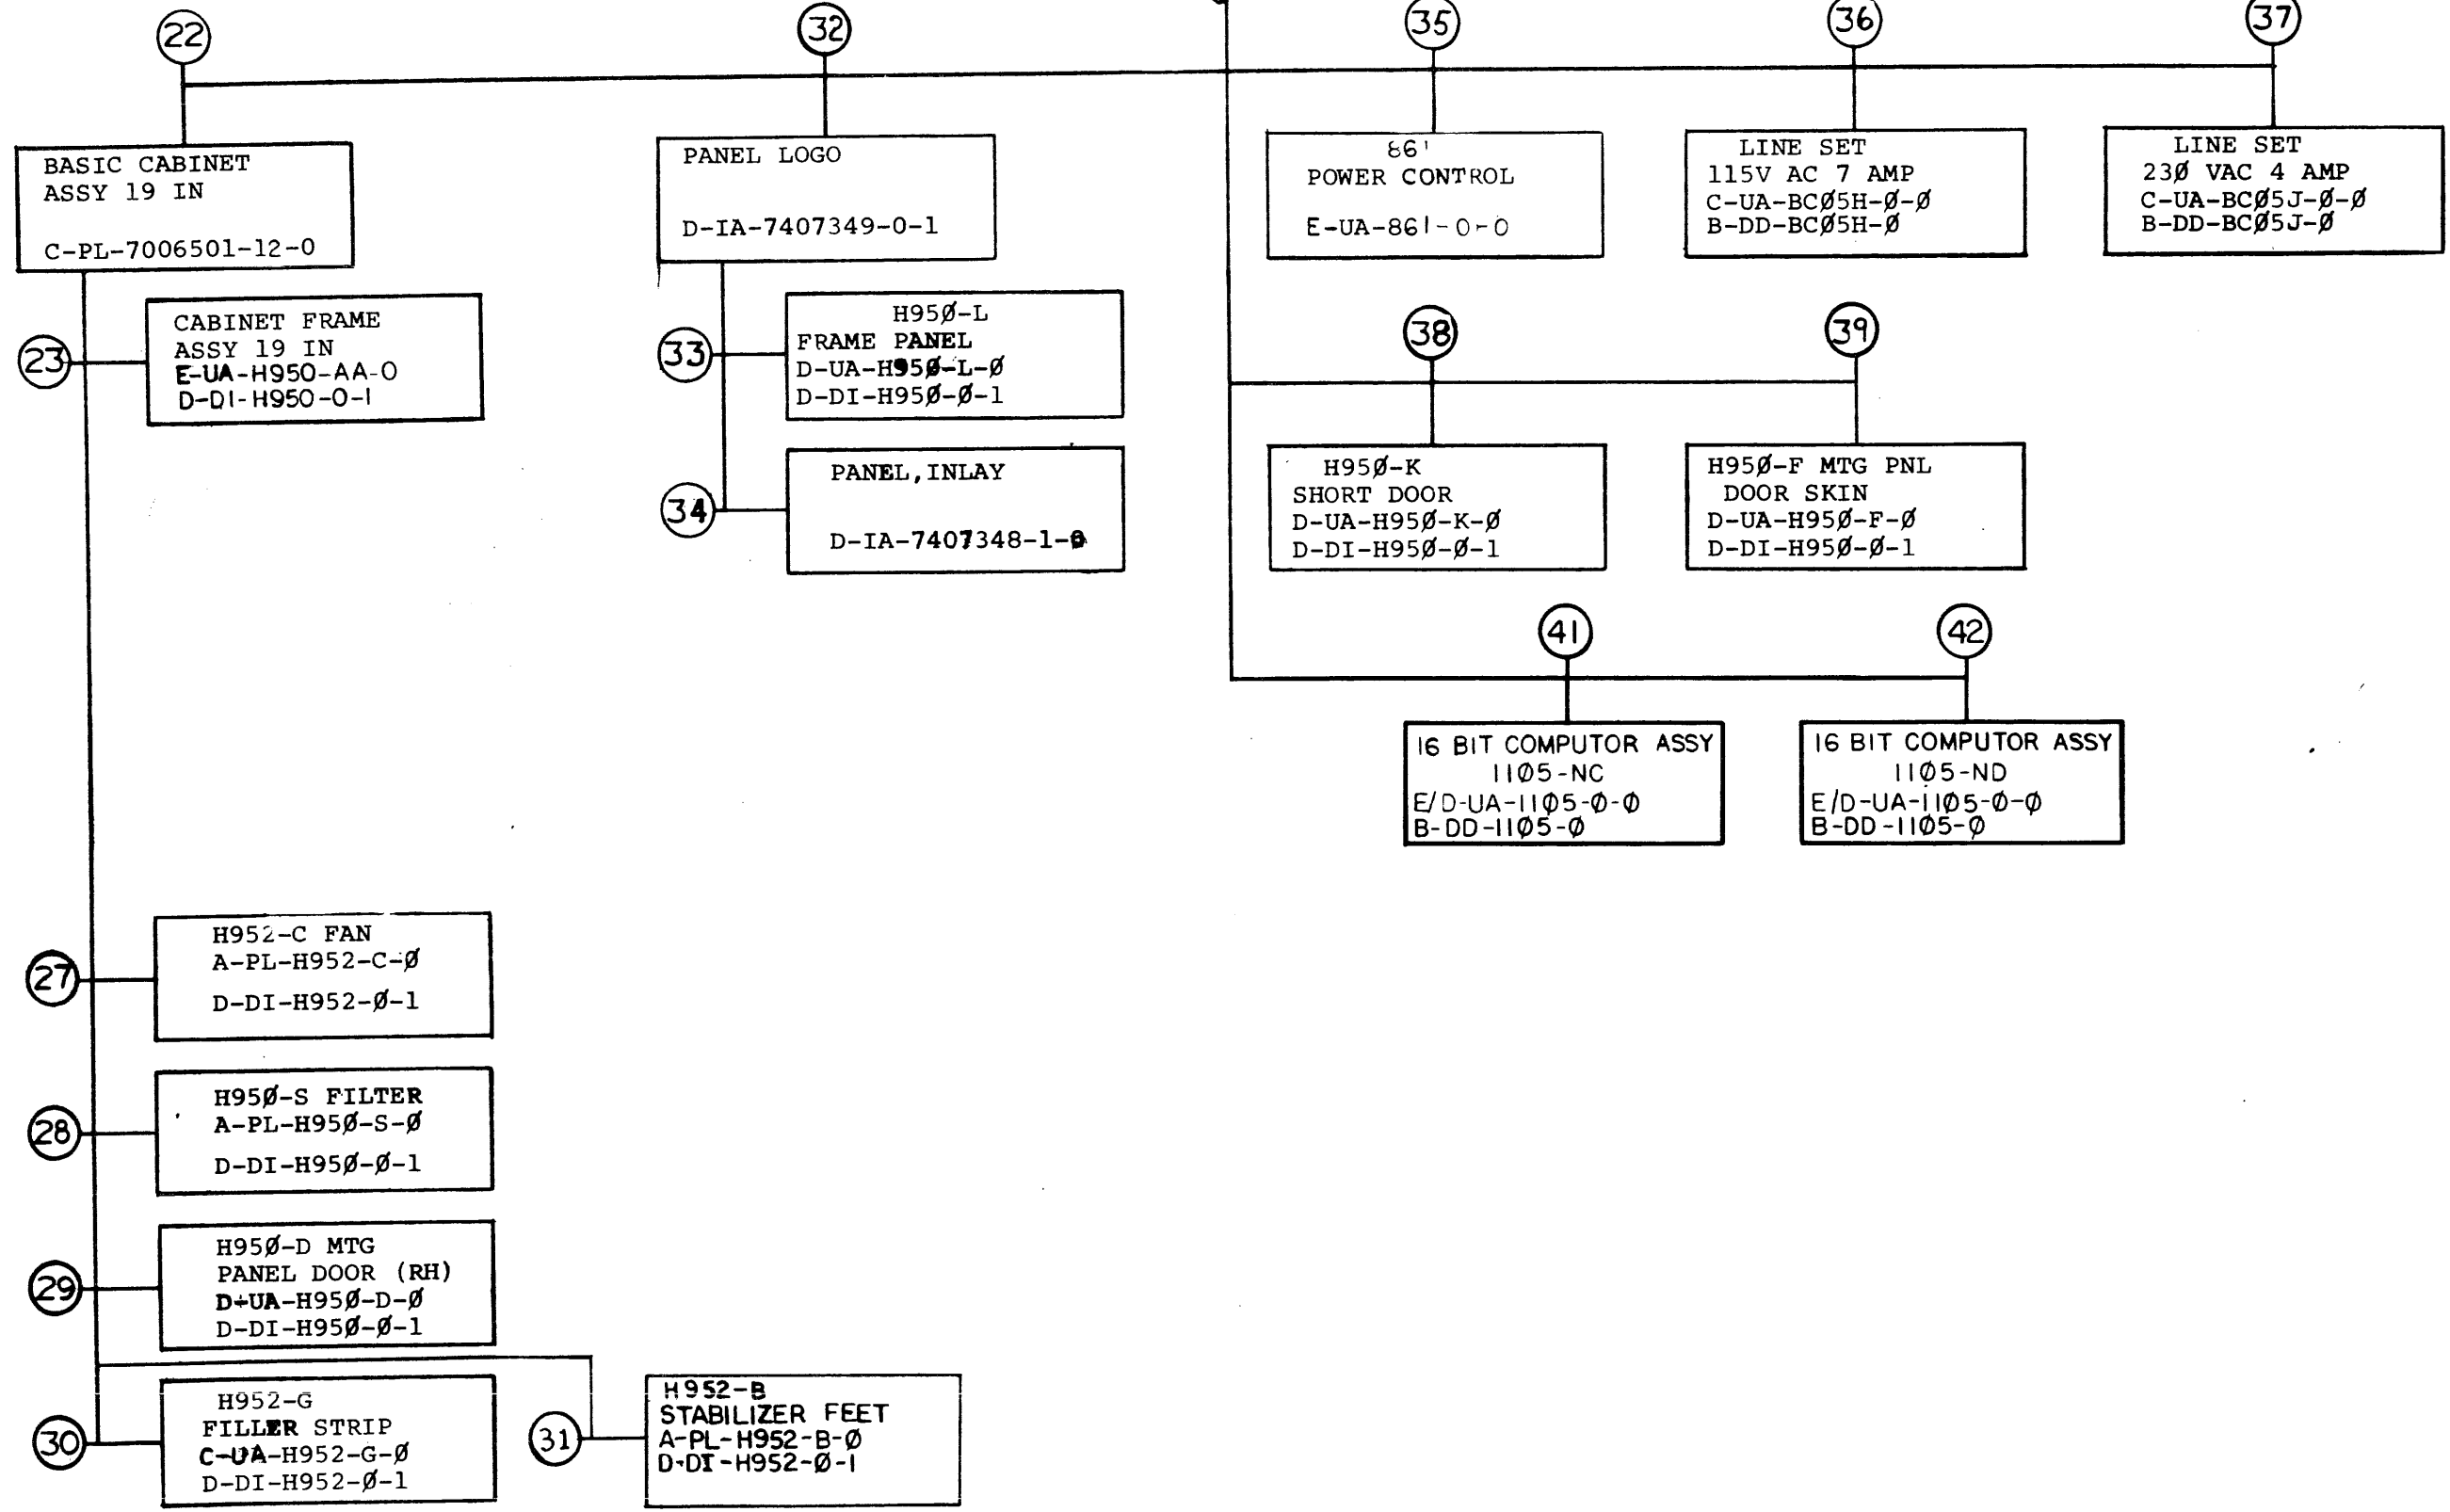 22
BASIC CABINET
ASSY 19 IN
C-PL-7006501-12-0
32
PANEL LOGO
D-IA-7407349-0-1
35
861
POWER CONTROL
E-UA-861-0-0
36
LINE SET
115V AC 7 AMP
C-UA-BCØ5H-Ø-Ø
B-DD-BCØ5H-Ø
37
LINE SET
23Ø VAC 4 AMP
C-UA-BCØ5J-Ø-Ø
B-DD-BCØ5J-Ø
23
CABINET FRAME
ASSY 19 IN
E-UA-H950-AA-0
D-DI-H950-0-1
33
H95Ø-L
FRAME PANEL
D-UA-H95Ø-L-Ø
D-DI-H95Ø-Ø-1
34
PANEL,INLAY
D-IA-7407348-1-0
38
H95Ø-K
SHORT DOOR
D-UA-H95Ø-K-Ø
D-DI-H95Ø-Ø-1
39
H95Ø-F MTG PNL
DOOR SKIN
D-UA-H95Ø-F-Ø
D-DI-H95Ø-Ø-1
41
16 BIT COMPUTOR ASSY
11Ø5-NC
E/D-UA-11Ø5-Ø-Ø
B-DD-11Ø5-Ø
42
16 BIT COMPUTOR ASSY
11Ø5-ND
E/D-UA-11Ø5-Ø-Ø
B-DD-11Ø5-Ø
27
H952-C FAN
A-PL-H952-C-Ø
D-DI-H952-Ø-1
28
H95Ø-S FILTER
A-PL-H95Ø-S-Ø
D-DI-H95Ø-Ø-1
29
H95Ø-D MTG
PANEL DOOR (RH)
D-UA-H95Ø-D-Ø
D-DI-H95Ø-Ø-1
30
H952-G
FILLER STRIP
C-UA-H952-G-Ø
D-DI-H952-Ø-1
31
H952-B
STABILIZER FEET
A-PL-H952-B-Ø
D-DI-H952-Ø-1